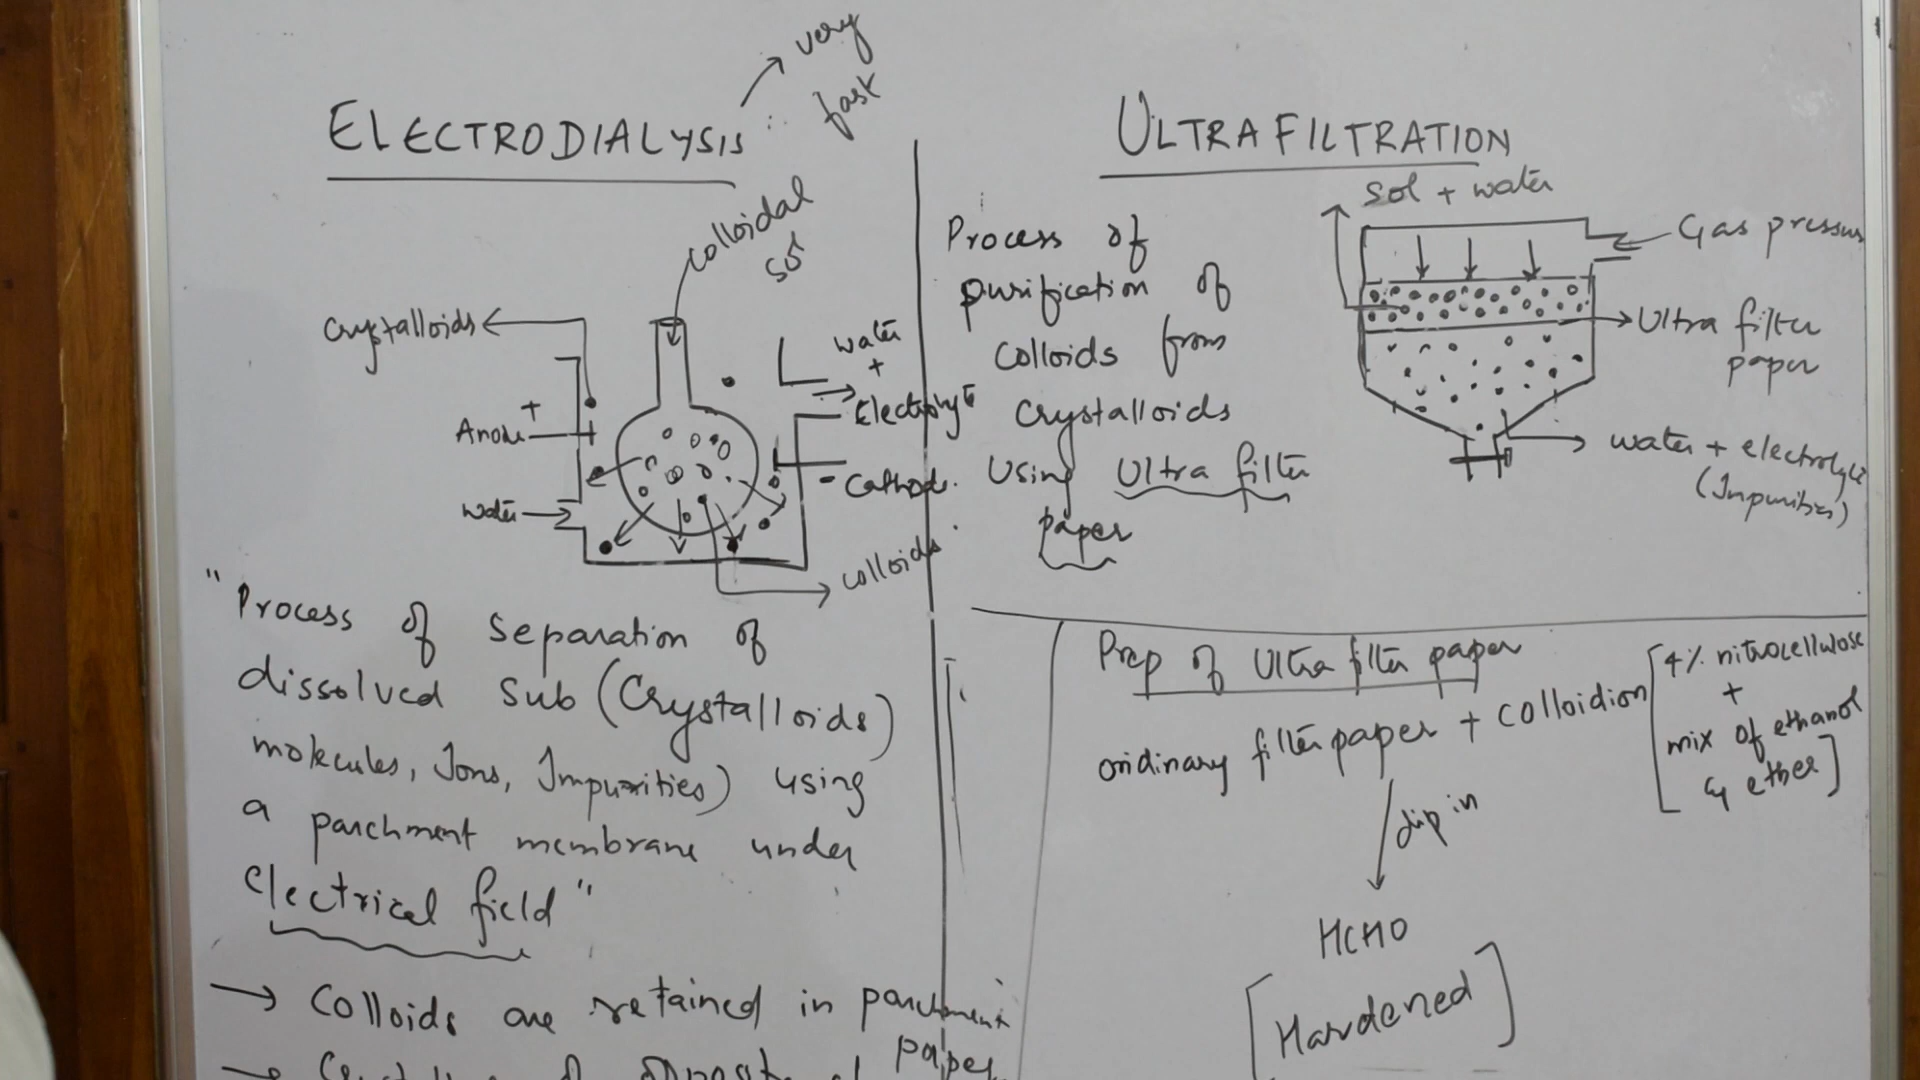 ELECTRODIALYSIS
very
fast
colloidal
sol
Crystalloids
Anode +
water
water
+
Electrolyte
- Cathode.
colloids
"Process of separation of
dissolved sub (Crystalloids)
molecules, Ions, Impurities) using
a parchment membrane under
Electrical field"
→ Colloids are retained in parchment
paper
ULTRA FILTRATION
Process of
purification of
Colloids from
Crystalloids
Using Ultra filter
paper
sol + water
Gas pressure
Ultra filter
paper
water + electrolyte
(Impurities)
Prep of Ultra filter paper
oridinary filter paper + colloidion
[4% nitrocellulose
+
mix of ethanol
& ether]
dip in
HCHO
[Hardened]